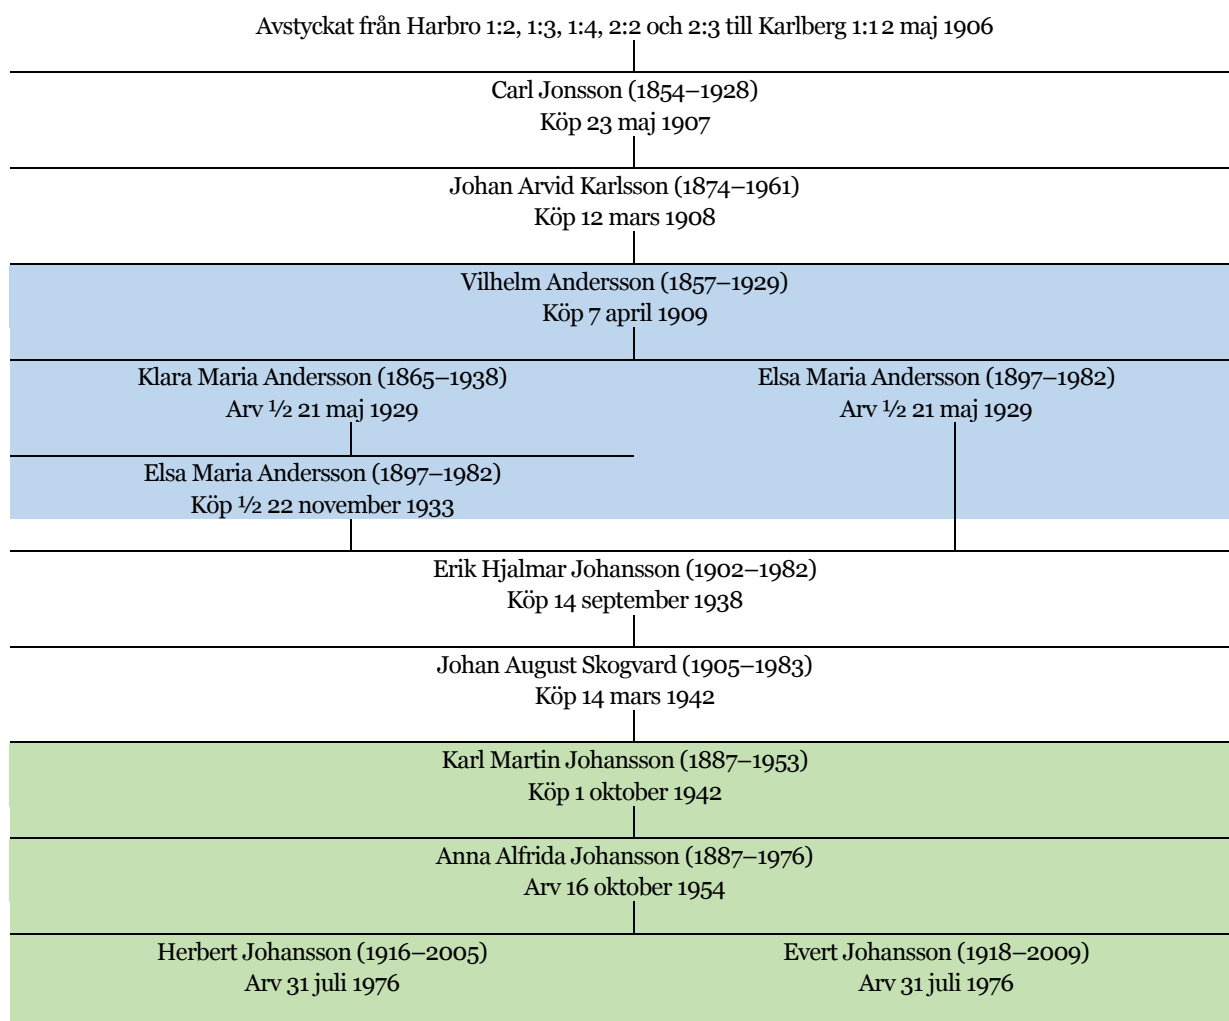 Avstyckat från Harbro 1:2, 1:3, 1:4, 2:2 och 2:3 till Karlberg 1:1 2 maj 1906
Carl Jonsson (1854–1928)
Köp 23 maj 1907
Johan Arvid Karlsson (1874–1961)
Köp 12 mars 1908
Vilhelm Andersson (1857–1929)
Köp 7 april 1909
Klara Maria Andersson (1865–1938)
Arv ½ 21 maj 1929
Elsa Maria Andersson (1897–1982)
Arv ½ 21 maj 1929
Elsa Maria Andersson (1897–1982)
Köp ½ 22 november 1933
Erik Hjalmar Johansson (1902–1982)
Köp 14 september 1938
Johan August Skogvard (1905–1983)
Köp 14 mars 1942
Karl Martin Johansson (1887–1953)
Köp 1 oktober 1942
Anna Alfrida Johansson (1887–1976)
Arv 16 oktober 1954
Herbert Johansson (1916–2005)
Arv 31 juli 1976
Evert Johansson (1918–2009)
Arv 31 juli 1976